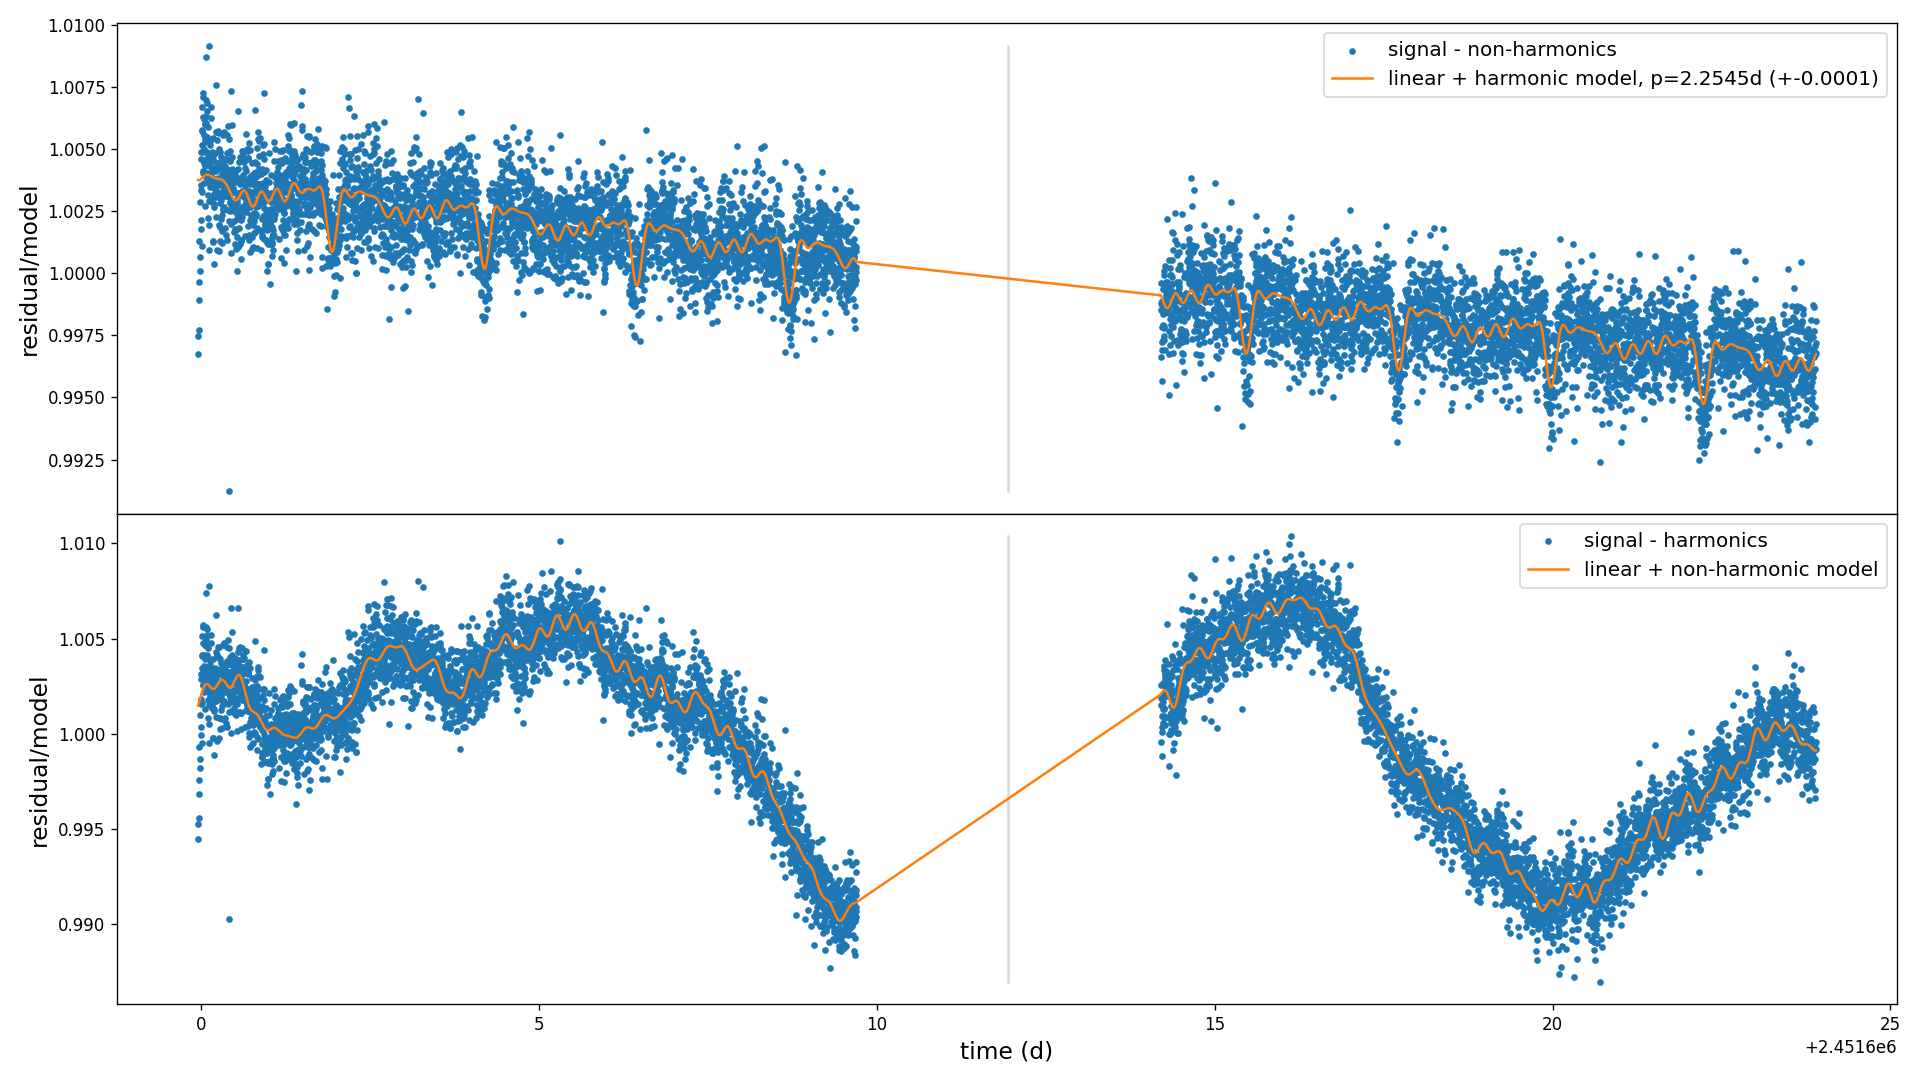 1.0100
1.0075
1.0050
1.0025
1.0000
0.9975
0.9950
0.9925
residual/model
signal - non-harmonics
linear + harmonic model, p=2.2545d (+-0.0001)
1.010
1.005
1.000
0.995
0.990
residual/model
signal - harmonics
linear + non-harmonic model
0 5 10 15 20 25
time (d)
+2.4516e6